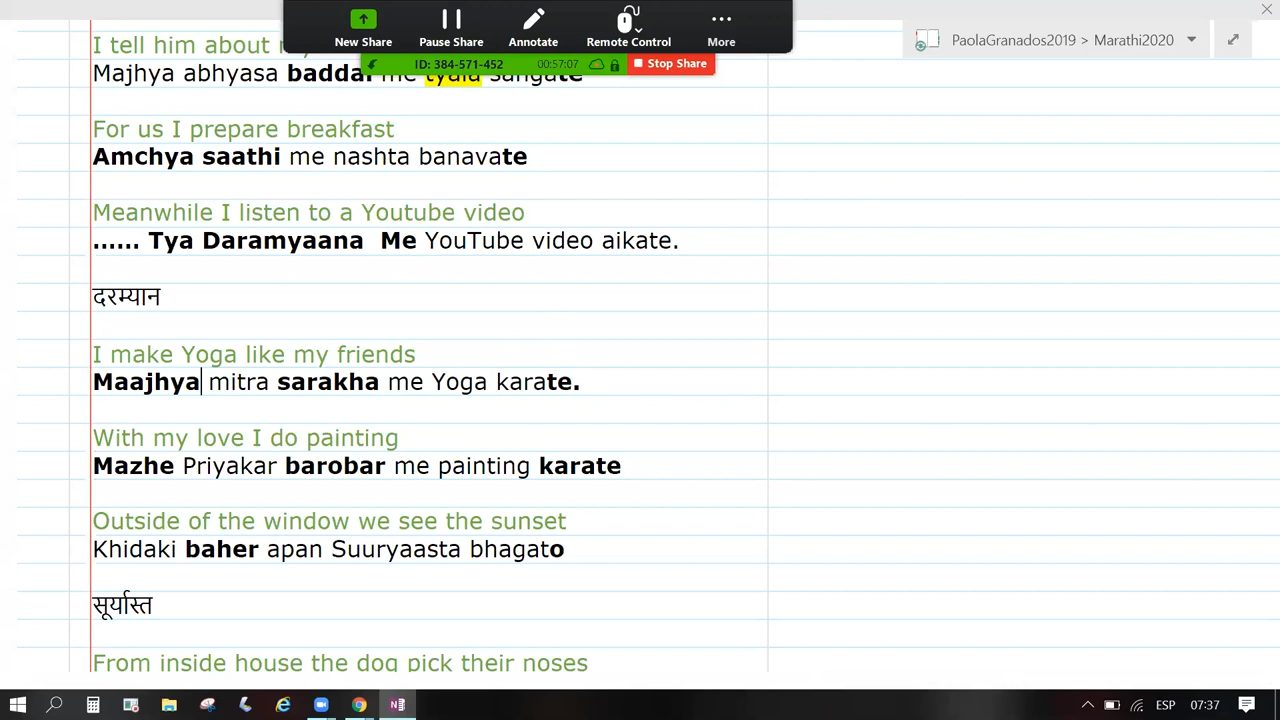 New Share
Pause Share
Annotate
Remote Control
More
ID: 384-571-452
00:57:07
Stop Share
PaolaGranados2019 > Marathi2020
I tell him about
Majhya abhyasa baddal me tyala sangate
For us I prepare breakfast
Amchya saathi me nashta banavate
Meanwhile I listen to a Youtube video
...... Tya Daramyaana Me YouTube video aikate.
दरम्यान
I make Yoga like my friends
Maajhya mitra sarakha me Yoga karate.
With my love I do painting
Mazhe Priyakar barobar me painting karate
Outside of the window we see the sunset
Khidaki baher apan Suuryaasta bhagato
सूर्यास्त
From inside house the dog pick their noses
ESP
07:37